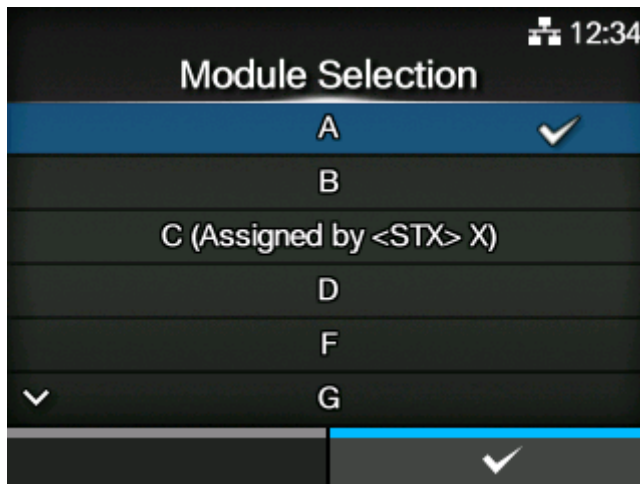 12:34
Module Selection
A
B
C (Assigned by <STX> X)
D
F
G